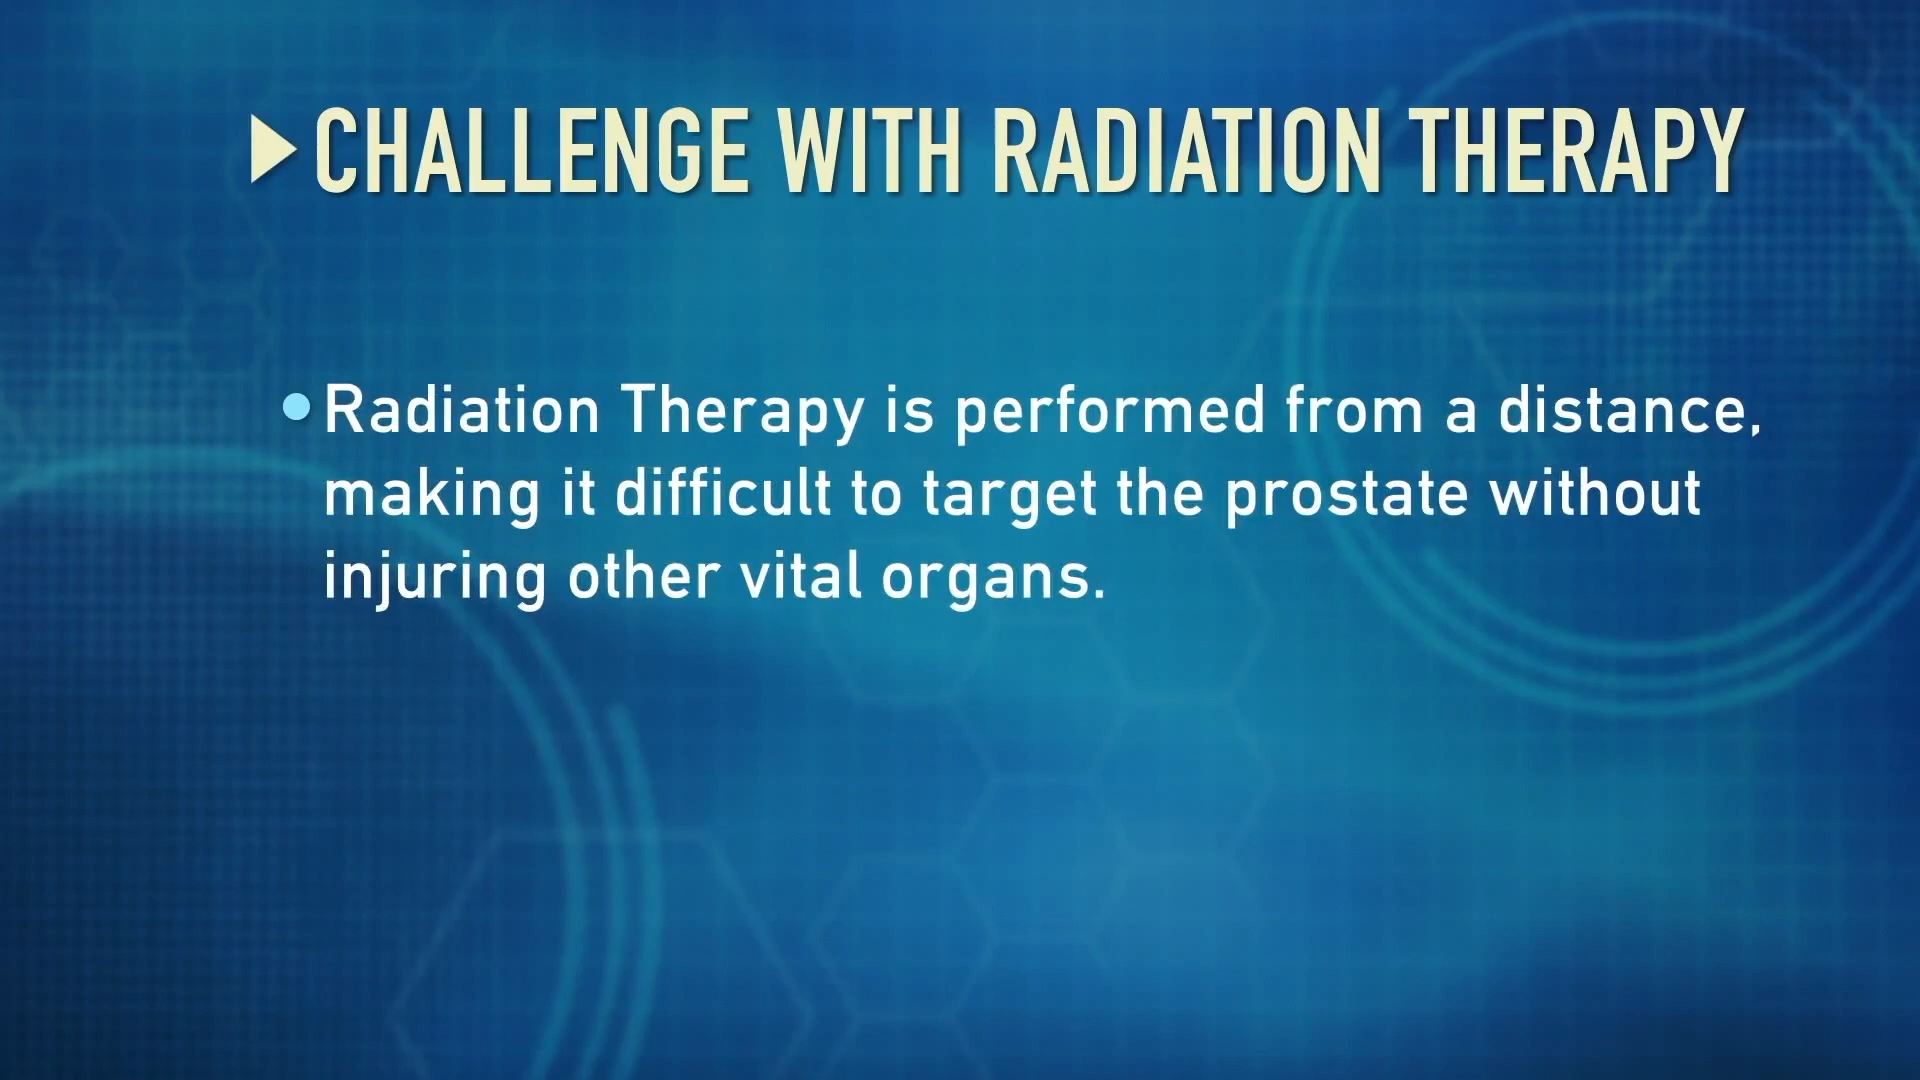 CHALLENGE WITH RADIATION THERAPY
Radiation Therapy is performed from a distance,
making it difficult to target the prostate without
injuring other vital organs.